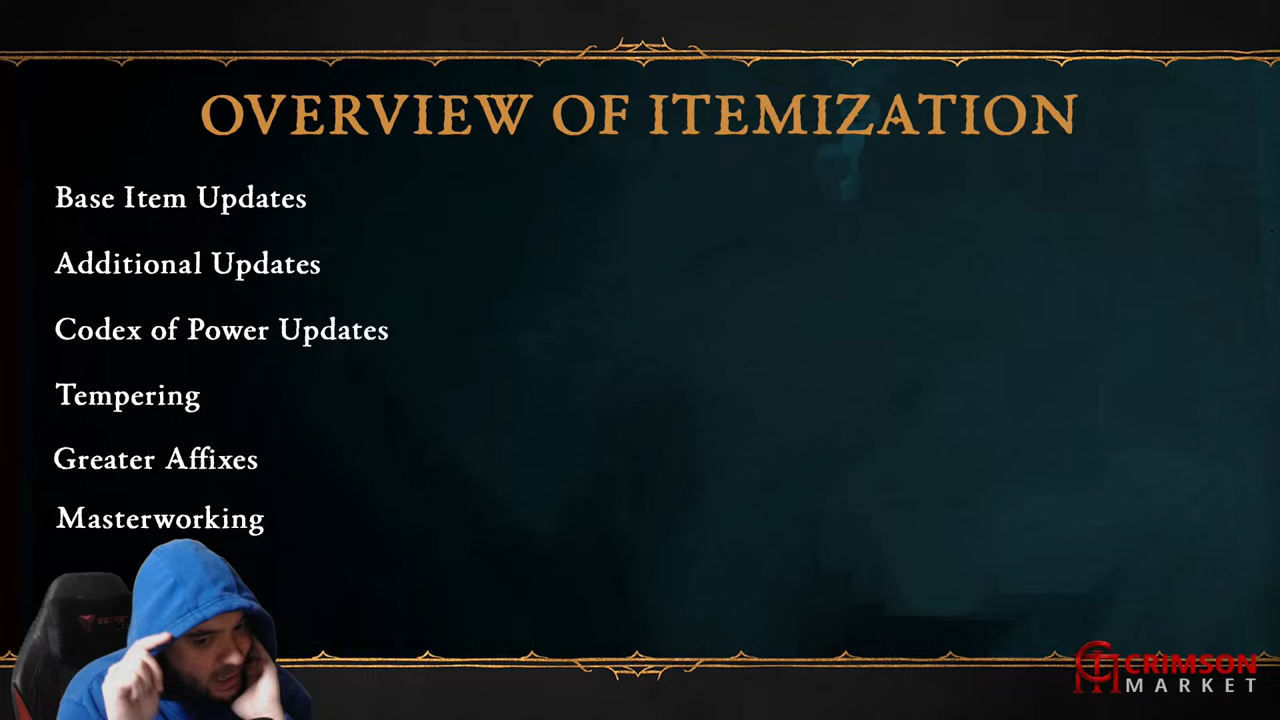 OVERVIEW OF ITEMIZATION
Base Item Updates
Additional Updates
Codex of Power Updates
Tempering
Greater Affixes
Masterworking
CRIMSON
MARKET